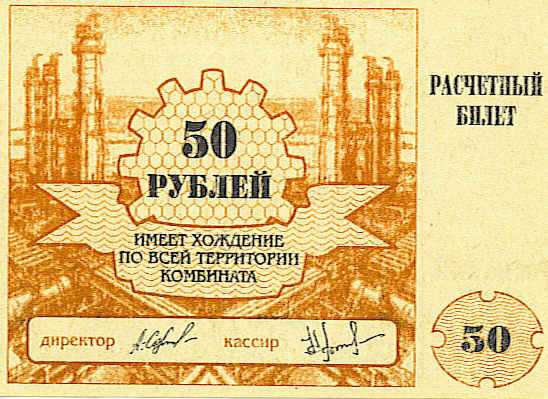 РАСЧЕТНЫЙ
БИЛЕТ
50
РУБЛЕЙ
ИМЕЕТ ХОЖДЕНИЕ
ПО ВСЕЙ ТЕРРИТОРИИ
КОМБИНАТА
директор
кассир
50